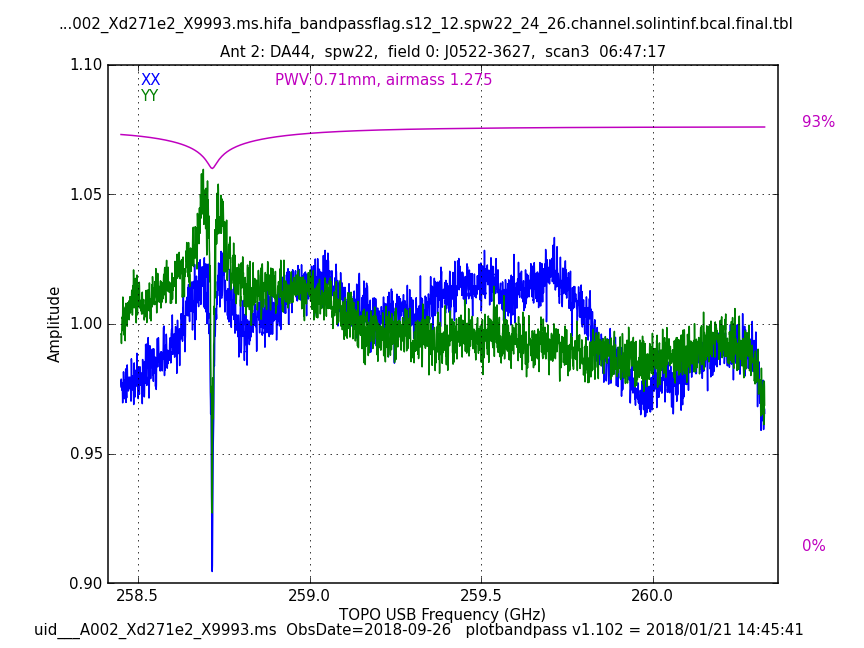 ...002_Xd271e2_X9993.ms.hifa_bandpassflag.s12_12.spw22_24_26.channel.solintinf.bcal.final.tbl
Ant 2: DA44,  spw22,  field 0: J0522-3627,  scan3  06:47:17
1.10
XX
PWV 0.71mm, airmass 1.275
YY
93%
1.05
1.00
Amplitude
0.95
0%
0.90
258.5 259.0 259.5 260.0
TOPO USB Frequency (GHz)
uid___A002_Xd271e2_X9993.ms  ObsDate=2018-09-26   plotbandpass v1.102 = 2018/01/21 14:45:41